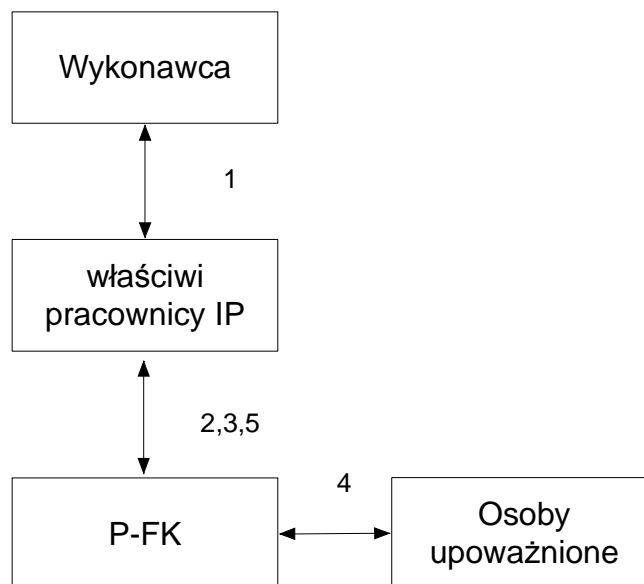 Wykonawca
1
właściwi
pracownicy IP
2,3,5
4
P-FK
Osoby
upoważnione